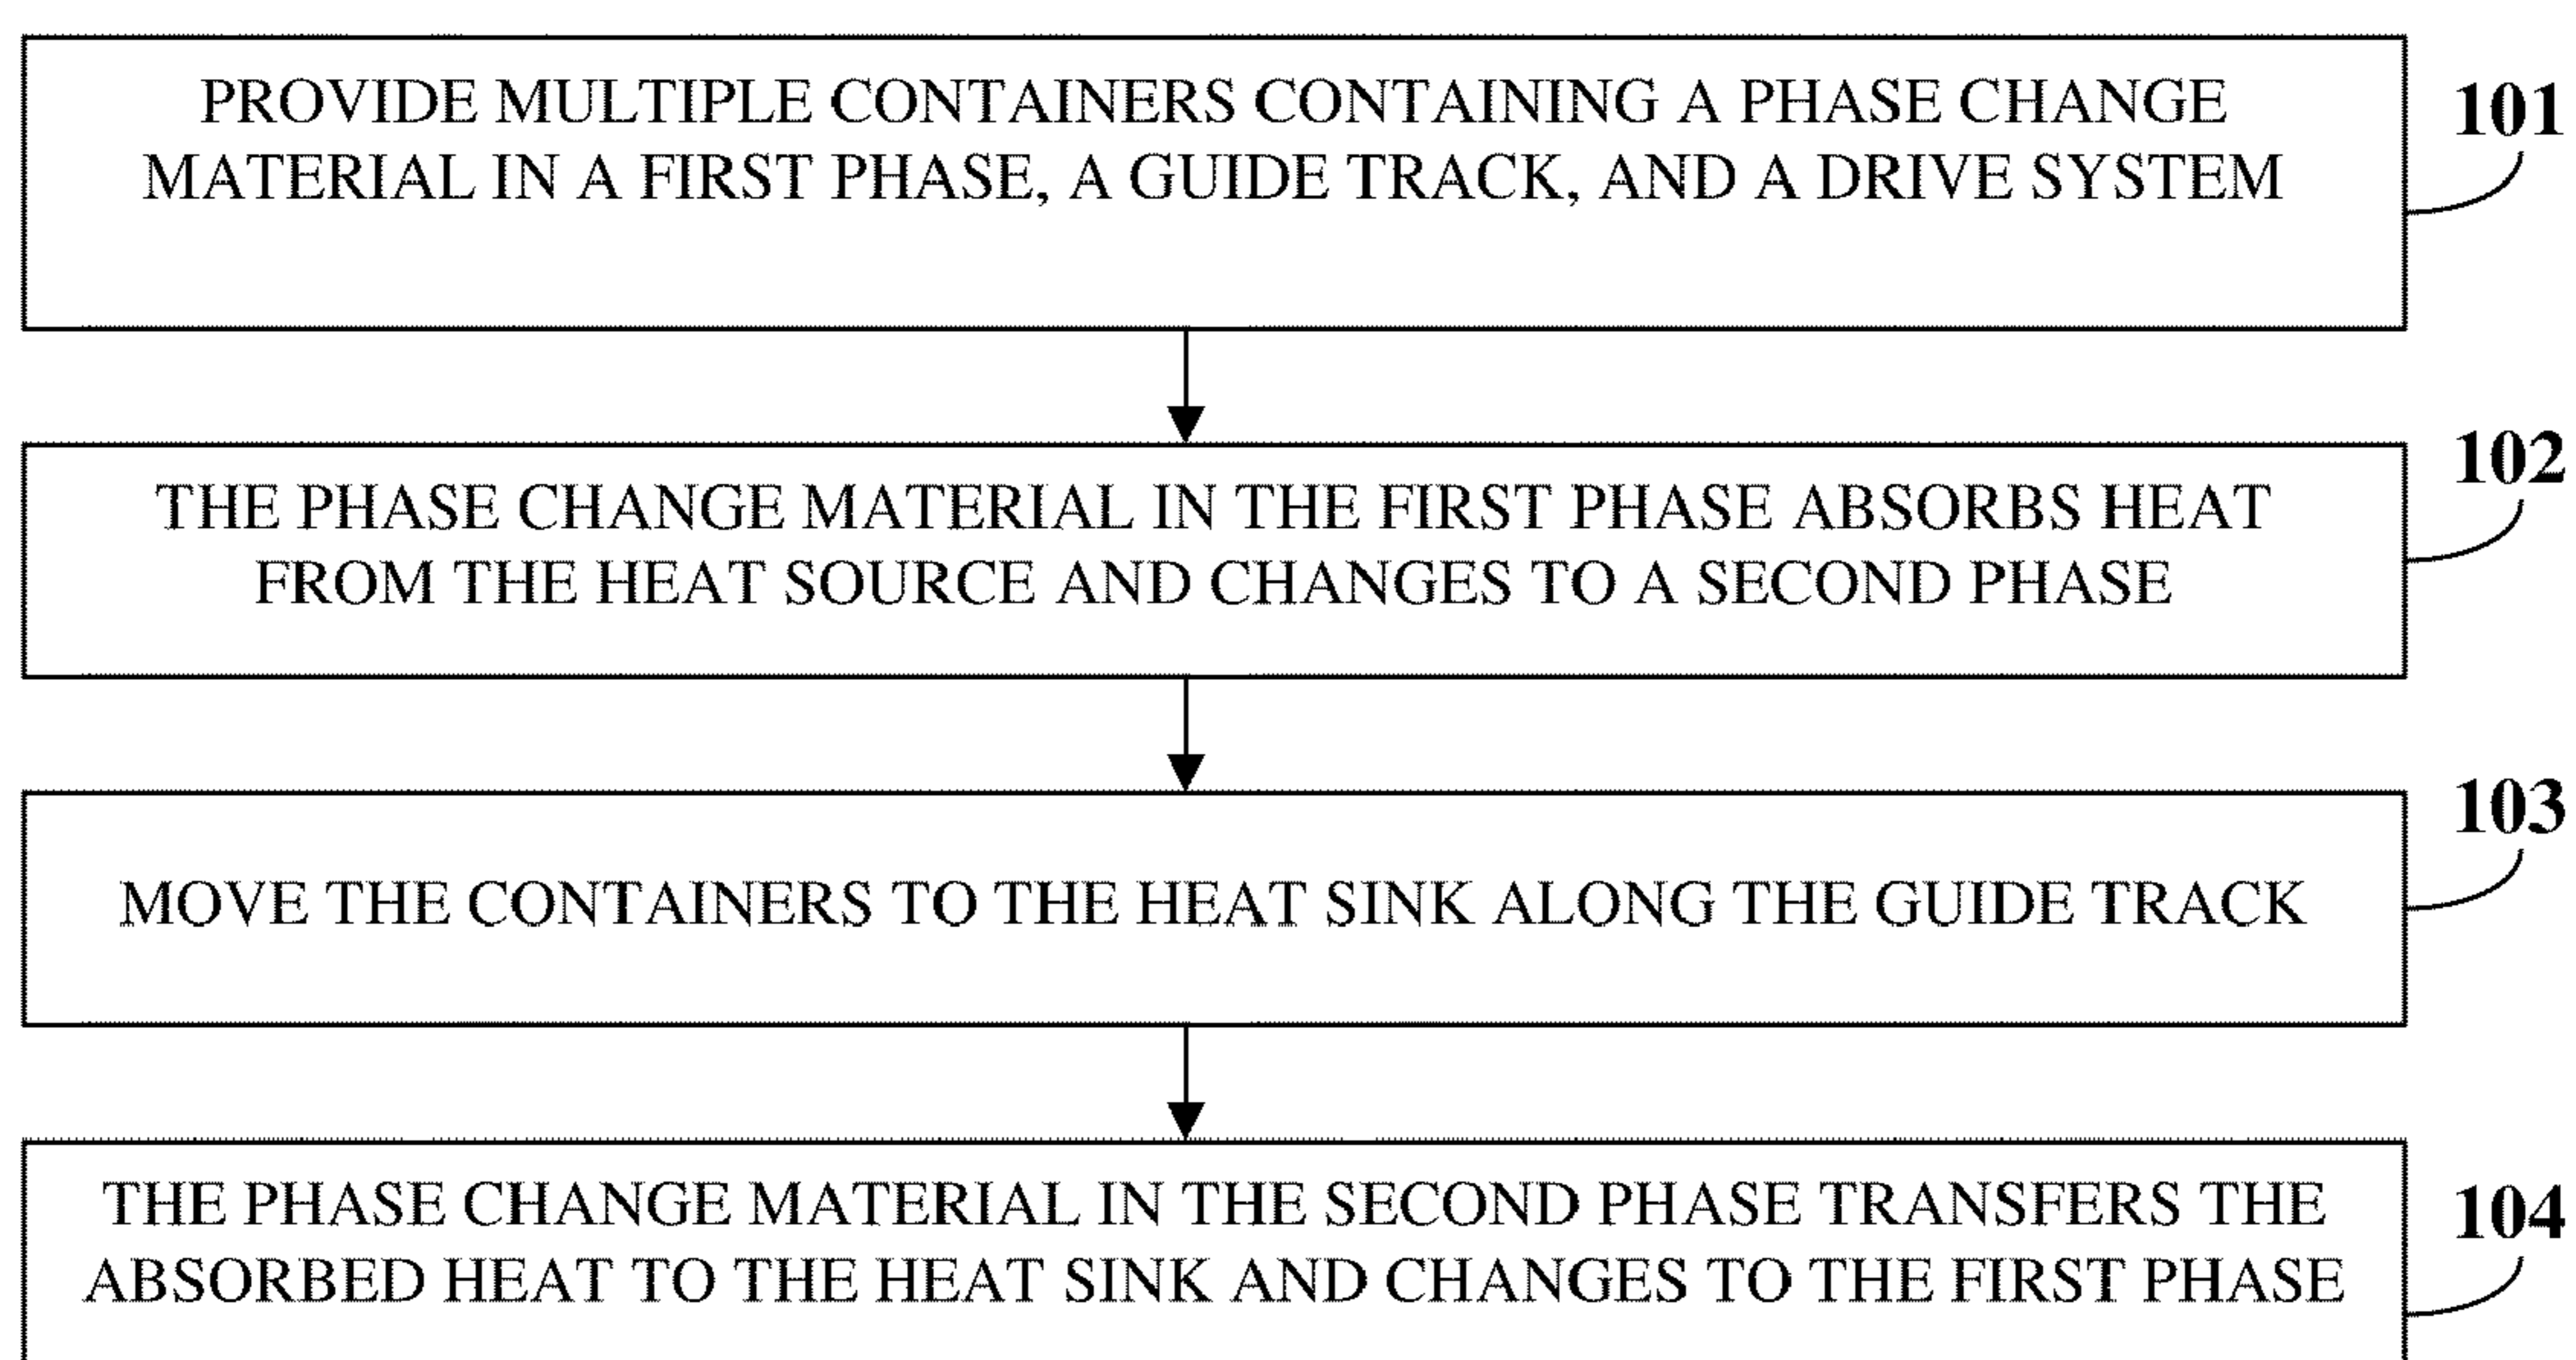 PROVIDE MULTIPLE CONTAINERS CONTAINING A PHASE CHANGE
MATERIAL IN A FIRST PHASE, A GUIDE TRACK, AND A DRIVE SYSTEM
101
THE PHASE CHANGE MATERIAL IN THE FIRST PHASE ABSORBS HEAT
FROM THE HEAT SOURCE AND CHANGES TO A SECOND PHASE
102
MOVE THE CONTAINERS TO THE HEAT SINK ALONG THE GUIDE TRACK
103
THE PHASE CHANGE MATERIAL IN THE SECOND PHASE TRANSFERS THE
ABSORBED HEAT TO THE HEAT SINK AND CHANGES TO THE FIRST PHASE
104